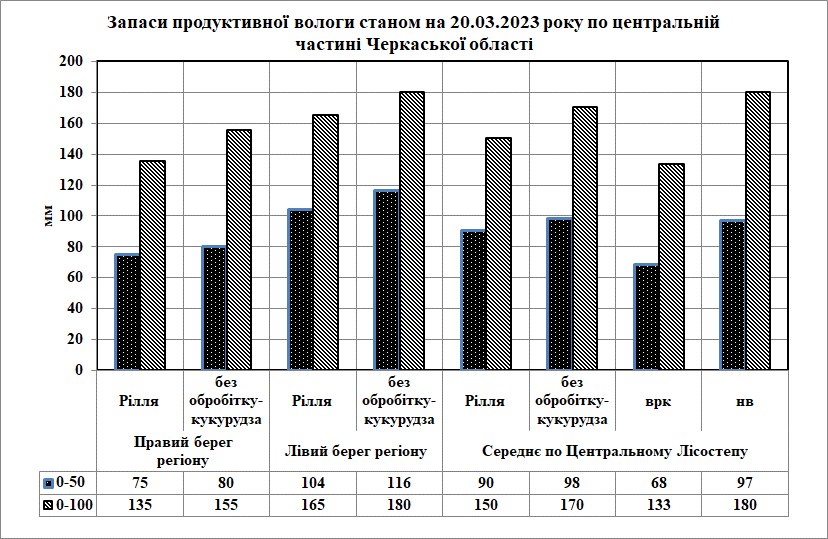 Запаси продуктивної вологи станом на 20.03.2023 року по центральній
частині Черкаської області
200
180
160
140
120
100
80
60
40
20
0
мм
Рілля
без
обробітку-
кукурудза
Рілля
без
обробітку-
кукурудза
Рілля
без
обробітку-
кукурудза
врк
нв
Правий берег
регіону
Лівий берег регіону
Середнє по Центральному Лісостепу
0-50 75 80 104 116 90 98 68 97
0-100 135 155 165 180 150 170 133 180